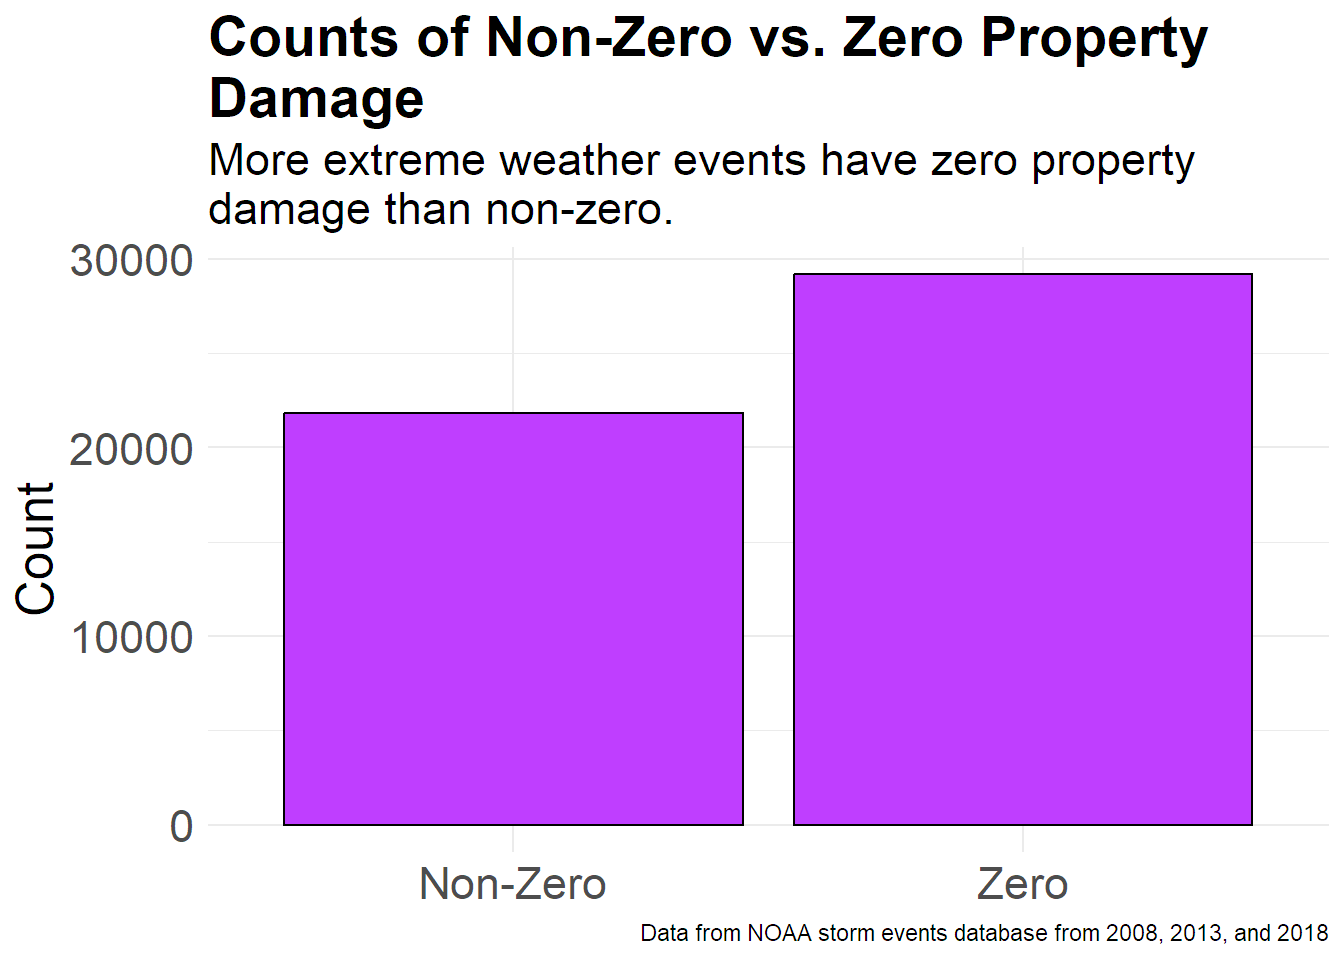 Counts of Non-Zero vs. Zero Property
Damage
More extreme weather events have zero property
damage than non-zero.
30000
20000
10000
0
Count
Non-Zero
Zero
Data from NOAA storm events database from 2008, 2013, and 2018